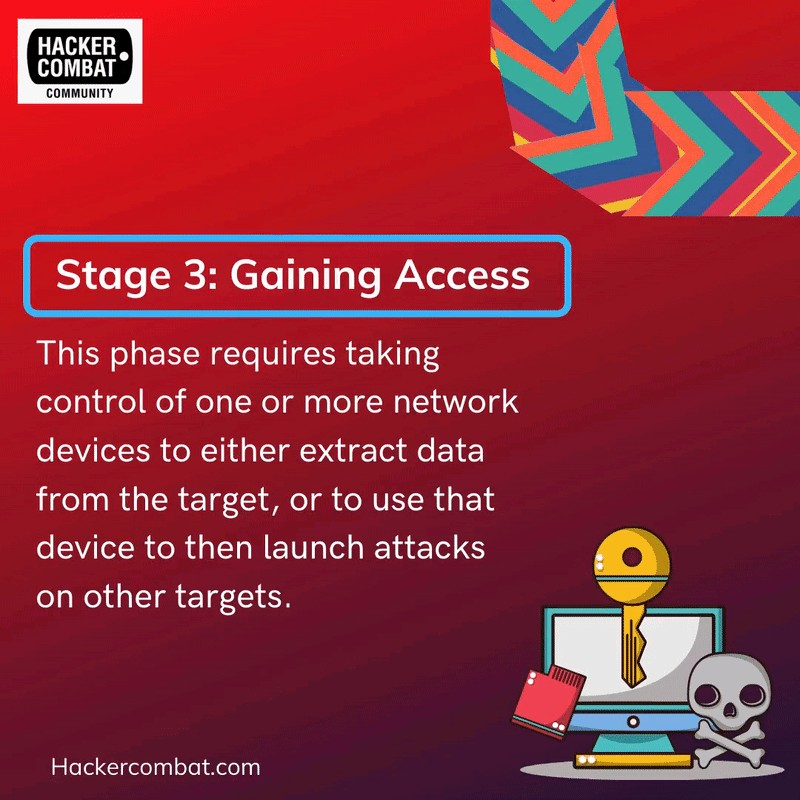 HACKER
COMBAT
COMMUNITY
Stage 3: Gaining Access
This phase requires taking
control of one or more network
devices to either extract data
from the target, or to use that
device to then launch attacks
on other targets.
Hackercombat.com